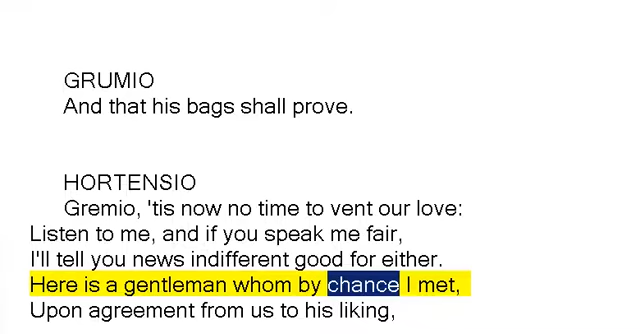 GRUMIO
And that his bags shall prove.
HORTENSIO
Gremio, 'tis now no time to vent our love:
Listen to me, and if you speak me fair,
I'll tell you news indifferent good for either.
Here is a gentleman whom by chance I met,
Upon agreement from us to his liking,